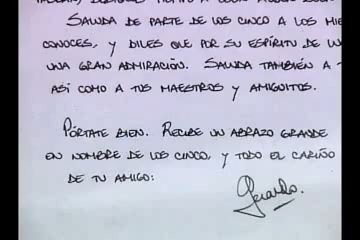 SALUDA DE PARTE DE LOS CINCO A LOS
CONOCES, Y DILES QUE POR SU ESPÍRITU DE
UNA GRAN ADMIRACIÓN. SALUDA TAMBIÉN A
ASÍ COMO A TUS MAESTROS Y AMIGUITOS.
PÓRTATE BIEN. RECIBE UN ABRAZO GRANDE
EN NOMBRE DE LOS CINCO, Y TODO EL CARIÑO
DE TU AMIGO:
Gerardo.